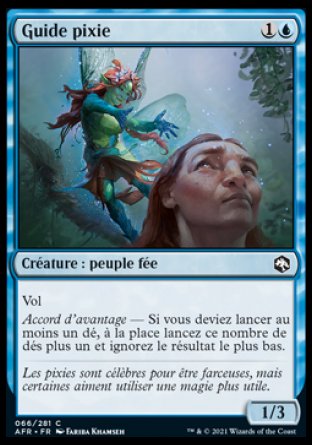 Guide pixie 1
Créature : peuple fée
Vol
Accord d'avantage — Si vous deviez lancer au
moins un dé, à la place lancez ce nombre de
dés plus un et ignorez le résultat le plus bas.
Les pixies sont célèbres pour être farceuses, mais
certaines aiment utiliser une magie plus utile.
1/3
066/281 C
AFR • FR Fariba Khamseh
™ & © 2021 Wizards of the Coast